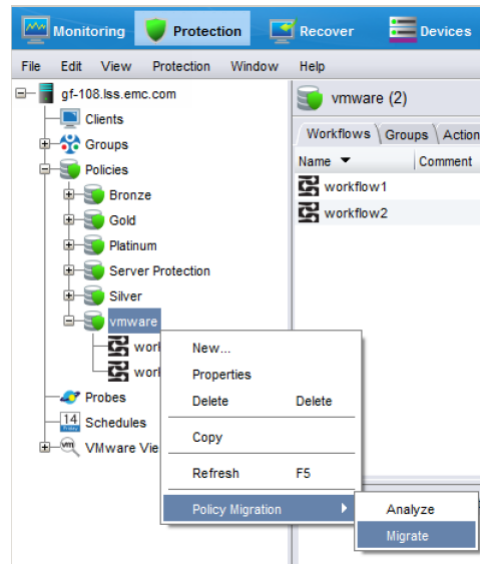 Monitoring Protection Recover Devices
File Edit View Protection Window Help
gf-108.lss.emc.com
Clients
Groups
Policies
Bronze
Gold
Platinum
Server Protection
Silver
vmware
Probes
14
Schedules
vm
vmware (2)
Workflows Groups
Name Comment
workflow1
workflow2
New...
Properties
Delete Delete
Copy
Refresh F5
Policy Migration
Analyze
Migrate